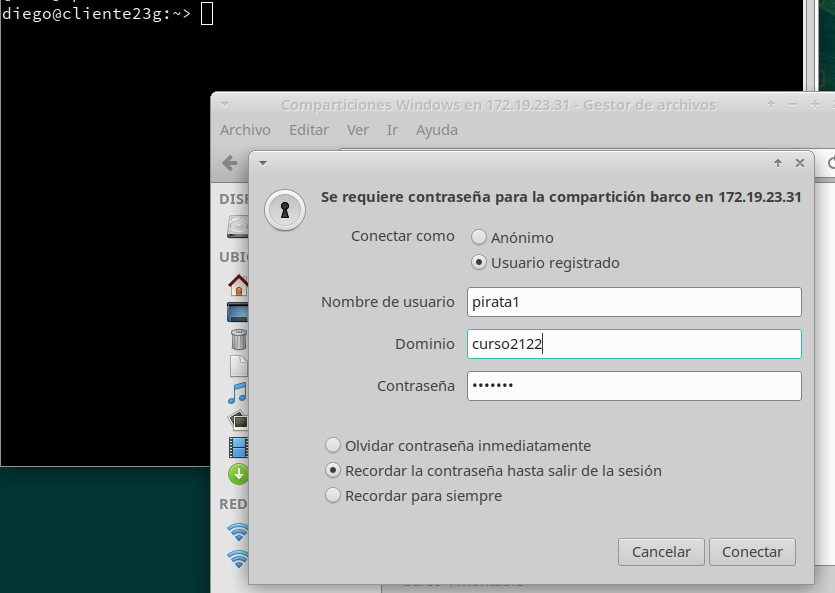 diego@cliente23g:~>
Comparticiones Windows en 172.19.23.31 - Gestor de archivos
Archivo Editar Ver Ir Ayuda
Se requiere contraseña para la compartición barco en 172.19.23.31
Conectar como
Anónimo
Usuario registrado
Nombre de usuario pirata1
Dominio curso2122
Contraseña •••••••
Olvidar contraseña inmediatamente
Recordar la contraseña hasta salir de la sesión
Recordar para siempre
Cancelar Conectar
DIS
UBI
RED